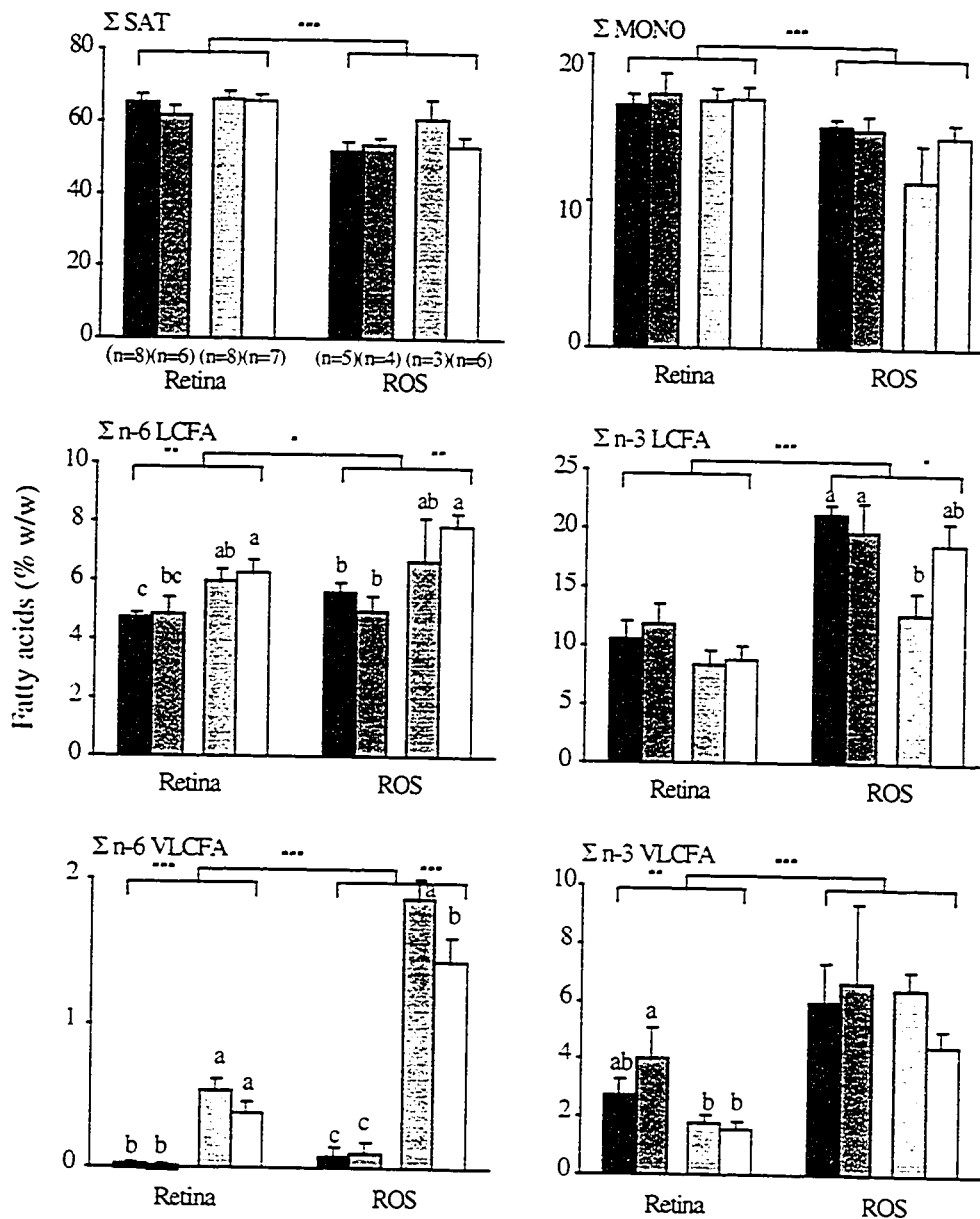 Σ SAT
80
60
40
20
0
(n=8)(n=6) (n=8)(n=7) (n=5)(n=4) (n=3)(n=6)
Retina ROS
Σ MONO
20
10
0
Retina ROS
Fatty acids (% w/w)
Σ n-6 LCFA
10
8
6
4
2
0
c bc ab a b b ab a
Retina ROS
Σ n-3 LCFA
25
20
15
10
5
0
a a b ab
Retina ROS
Σ n-6 VLCFA
2
1
0
b b a a c c a b
Retina ROS
Σ n-3 VLCFA
10
8
6
4
2
0
ab a b b
Retina ROS